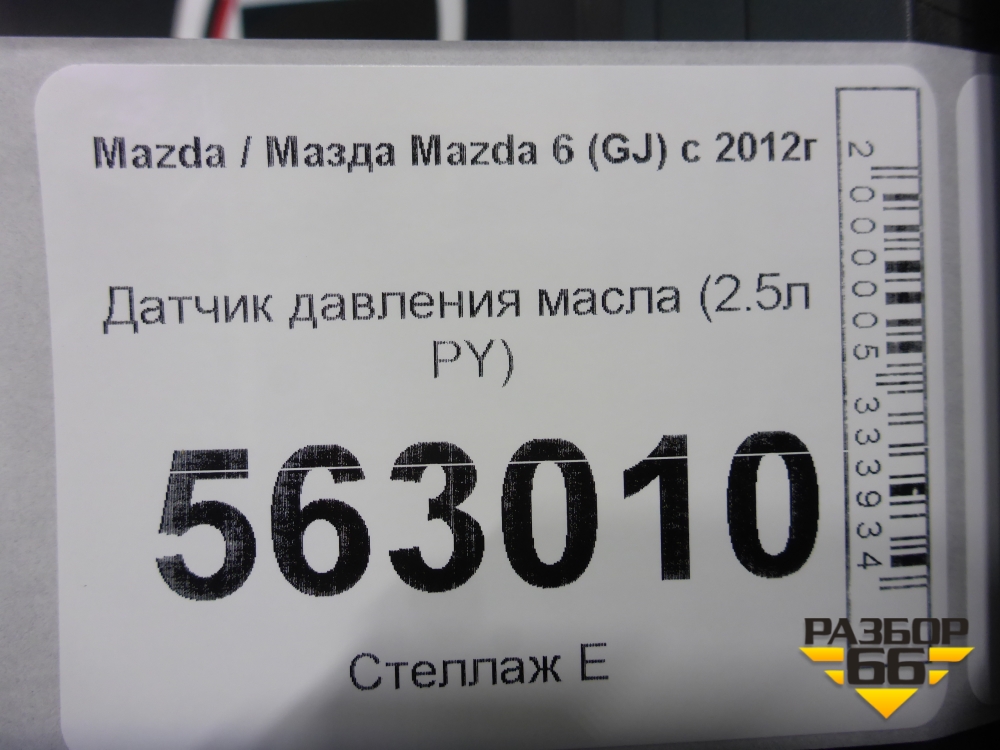 Mazda / Мазда Mazda 6 (GJ) с 2012г
Датчик давления масла (2.5л
PY)
563010
Стеллаж Е
2000005333934
РАЗБОР
66